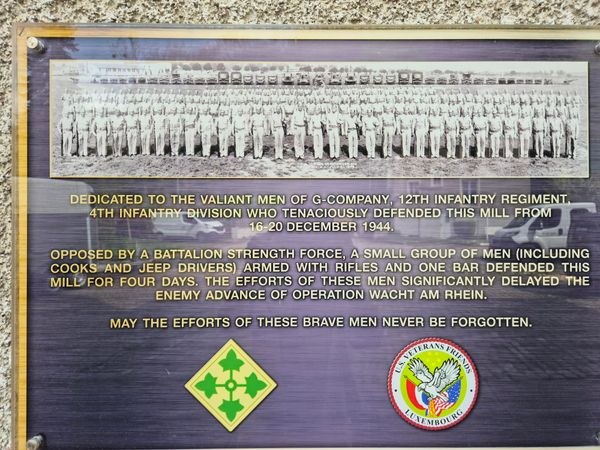 DEDICATED TO THE VALIANT MEN OF G-COMPANY, 12TH INFANTRY REGIMENT,
4TH INFANTRY DIVISION WHO TENACIOUSLY DEFENDED THIS MILL FROM
16-20 DECEMBER 1944.
OPPOSED BY A BATTALION STRENGTH FORCE, A SMALL GROUP OF MEN (INCLUDING
COOKS AND JEEP DRIVERS) ARMED WITH RIFLES AND ONE BAR DEFENDED THIS
MILL FOR FOUR DAYS. THE EFFORTS OF THESE MEN SIGNIFICANTLY DELAYED THE
ENEMY ADVANCE OF OPERATION WACHT AM RHEIN.
MAY THE EFFORTS OF THESE BRAVE MEN NEVER BE FORGOTTEN.
U.S. VETERANS FRIENDS
LUXEMBOURG